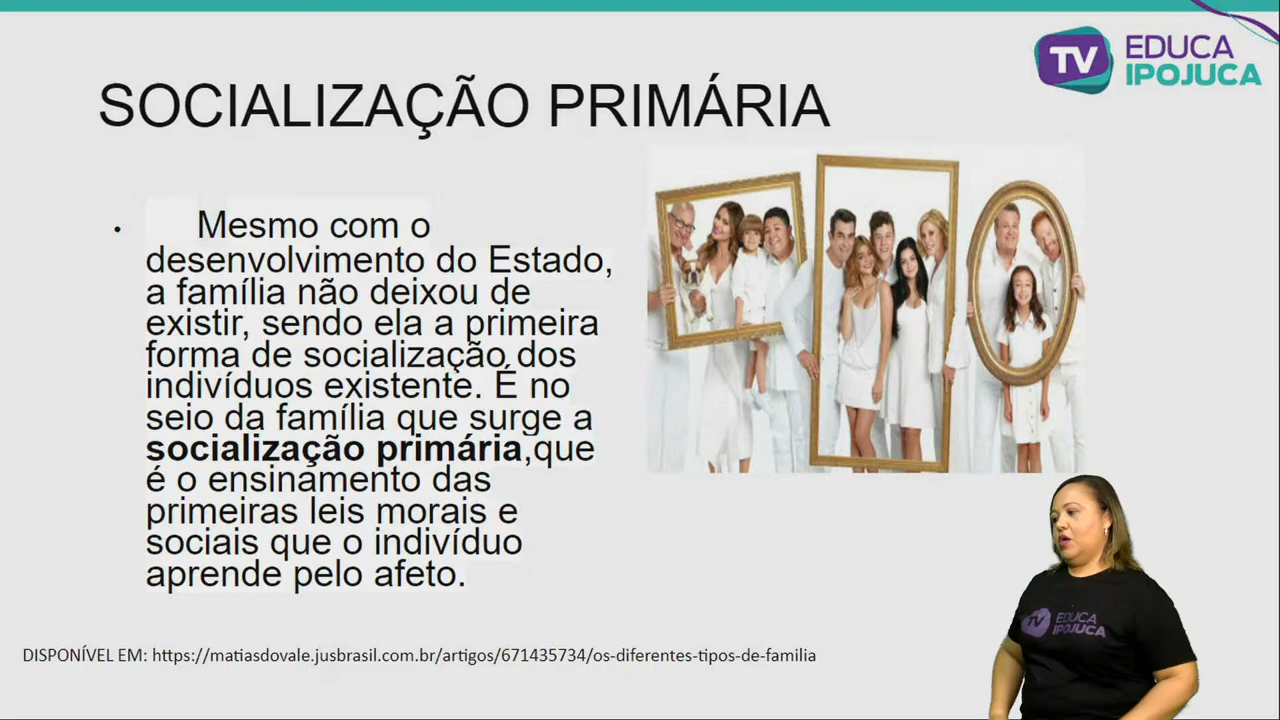 TV EDUCA
IPOJUCA
SOCIALIZAÇÃO PRIMÁRIA
• Mesmo com o
desenvolvimento do Estado,
a família não deixou de
existir, sendo ela a primeira
forma de socialização dos
indivíduos existente. É no
seio da família que surge a
socialização primária,que
é o ensinamento das
primeiras leis morais e
sociais que o indivíduo
aprende pelo afeto.
TV EDUCA
IPOJUCA
DISPONÍVEL EM: https://matiasdovale.jusbrasil.com.br/artigos/671435734/os-diferentes-tipos-de-familia